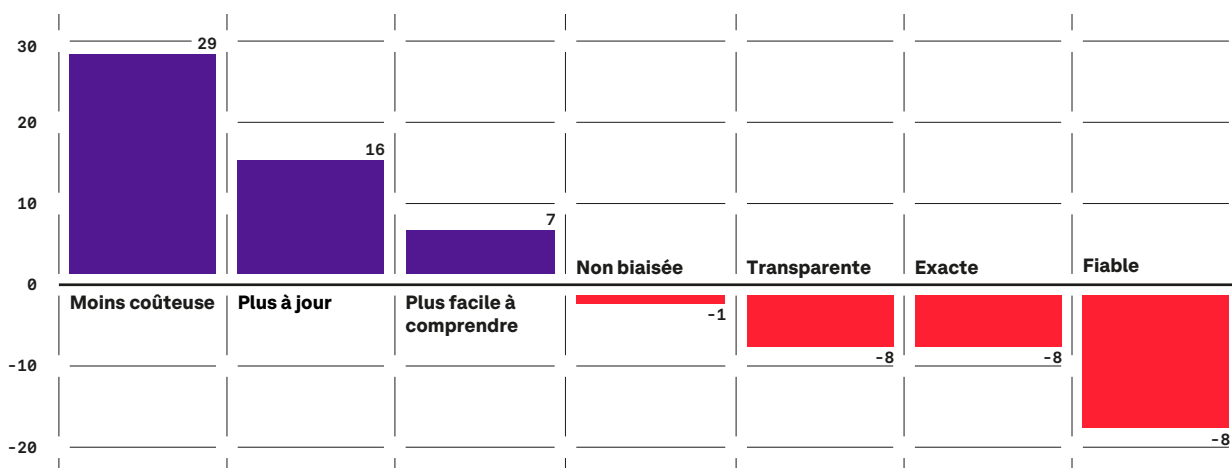 30
20
10
0
-10
-20
29
16
7
Non biaisée
Transparente
Exacte
Fiable
Moins coûteuse
Plus à jour
Plus facile à
comprendre
-1
-8
-8
-8